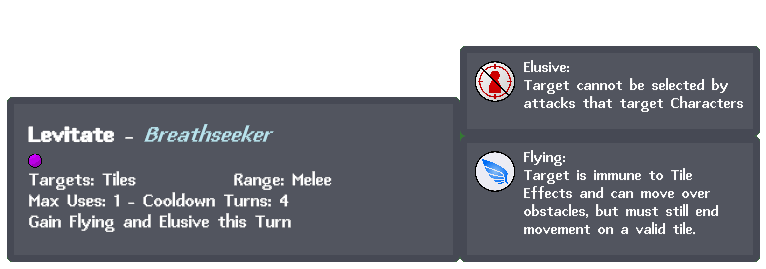 Levitate - Breathseeker
Targets: Tiles Range: Melee
Max Uses: 1 - Cooldown Turns: 4
Gain Flying and Elusive this Turn
Elusive:
Target cannot be selected by
attacks that target Characters
Flying:
Target is immune to Tile
Effects and can move over
obstacles, but must still end
movement on a valid tile.